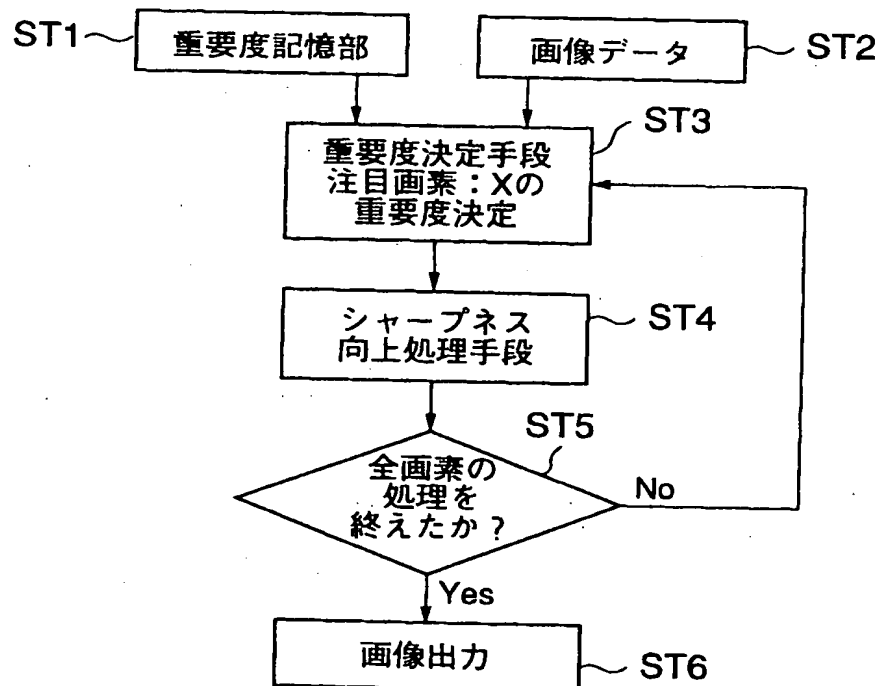 ST1
重要度記憶部
画像データ
ST2
ST3
重要度決定手段
注目画素：Xの
重要度決定
シャープネス
向上処理手段
ST4
ST5
全画素の
処理を
終えたか？
No
Yes
画像出力
ST6